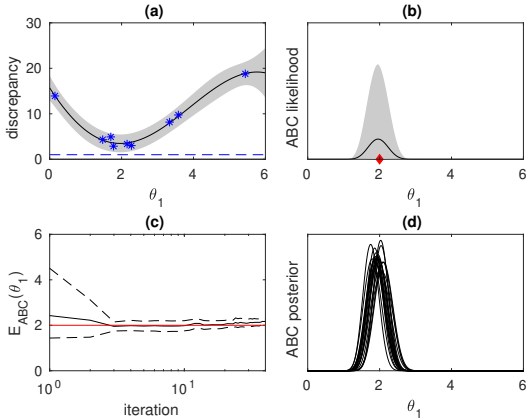 (a)
30
20
10
0
discrepancy
0 2 4 6
θ1
(b)
ABC likelihood
0 2 4 6
θ1
(c)
6
4
2
0
E_ABC(θ1)
10^0 10^1
iteration
(d)
ABC posterior
0 2 4 6
θ1